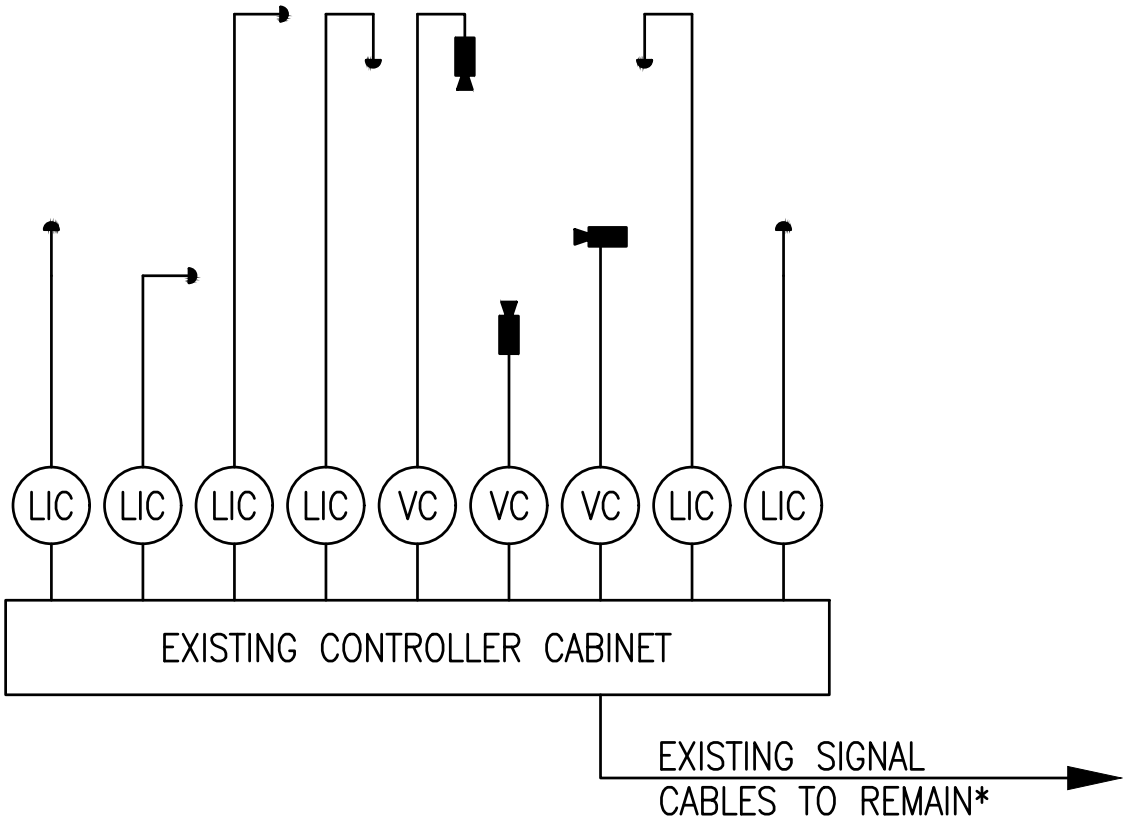 LIC LIC LIC LIC VC VC VC LIC LIC
EXISTING CONTROLLER CABINET
EXISTING SIGNAL
CABLES TO REMAIN*